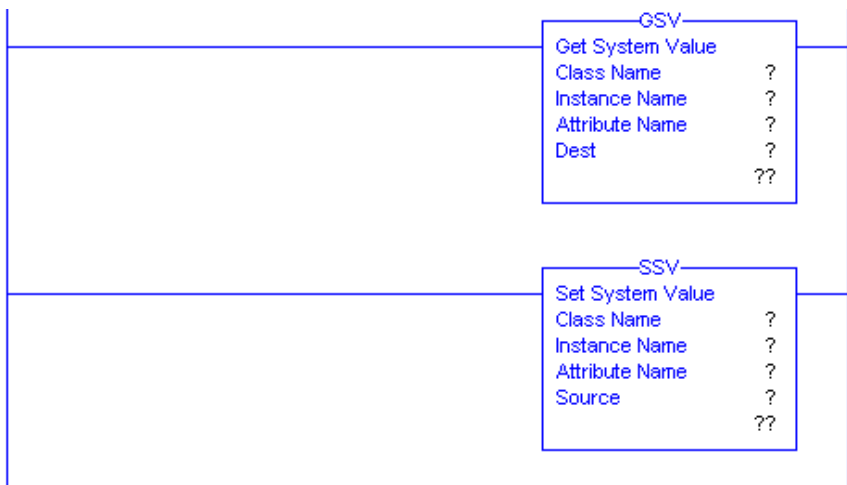 GSV
Get System Value
Class Name ?
Instance Name ?
Attribute Name ?
Dest ?
??
SSV
Set System Value
Class Name ?
Instance Name ?
Attribute Name ?
Source ?
??